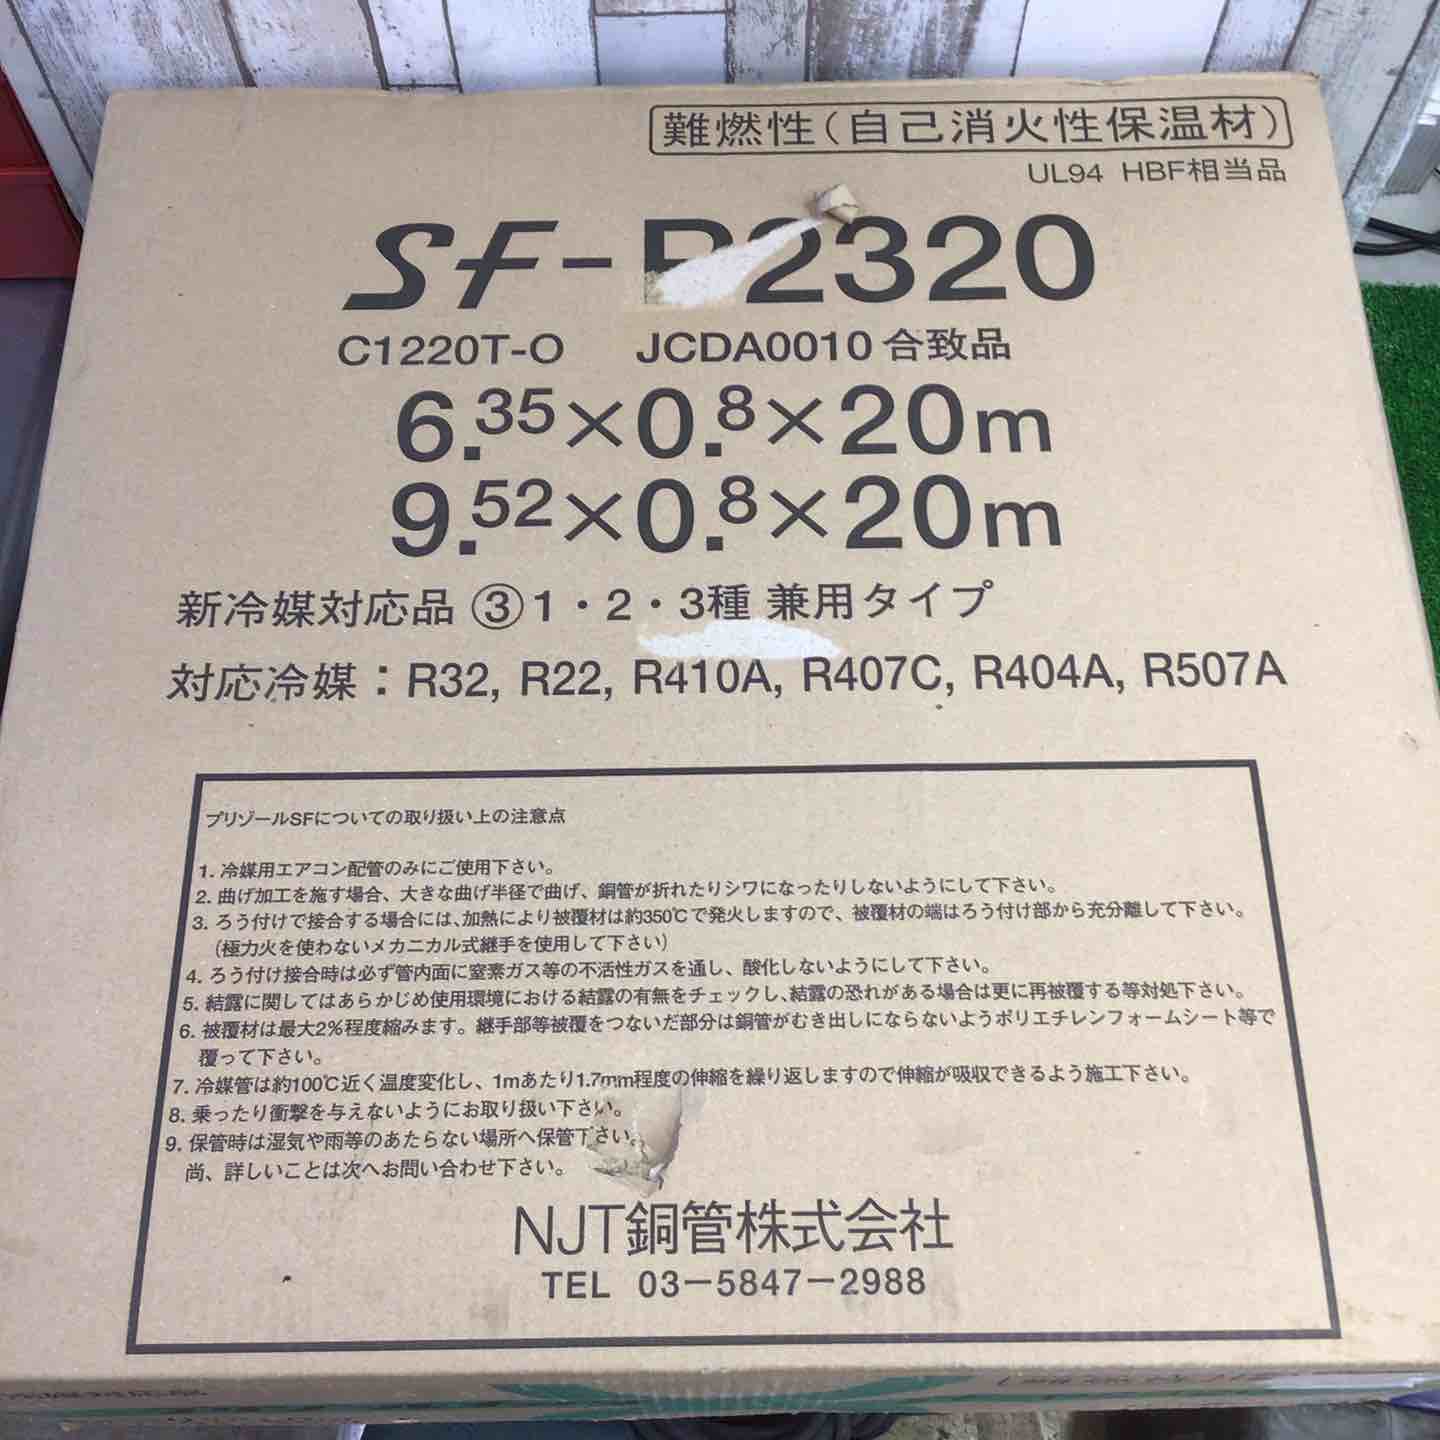 難燃性(自己消火性保温材)
UL94 HBF相当品
SF-P2320
C1220T-O JCDA0010合致品
6.35×0.8×20m
9.52×0.8×20m
新冷媒対応品 ③1・2・3種 兼用タイプ
対応冷媒:R32, R22, R410A, R407C, R404A, R507A
プリゾールSFについての取り扱い上の注意点
1. 冷媒用エアコン配管のみにご使用下さい。
2. 曲げ加工を施す場合、大きな曲げ半径で曲げ、銅管が折れたりシワになったりしないようにして下さい。
3. ろう付けで接合する場合には、加熱により被覆材は約350℃で発火しますので、被覆材の端はろう付け部から充分離して下さい。
(極力火を使わないメカニカル式継手を使用して下さい)
4. ろう付け接合時は必ず管内面に窒素ガス等の不活性ガスを通し、酸化しないようにして下さい。
5. 結露に関してはあらかじめ使用環境における結露の有無をチェックし、結露の恐れがある場合は更に再被覆する等対処下さい。
6. 被覆材は最大2%程度縮みます。継手部等被覆をつないだ部分は銅管がむき出しにならないようポリエチレンフォームシート等で
覆って下さい。
7. 冷媒管は約100℃近く温度変化し、1mあたり1.7mm程度の伸縮を繰り返しますので伸縮が吸収できるよう施工下さい。
8. 乗ったり衝撃を与えないようにお取り扱い下さい。
9. 保管時は湿気や雨等のあたらない場所へ保管下さい。
尚、詳しいことは次へお問い合わせ下さい。
NJT銅管株式会社
TEL 03-5847-2988